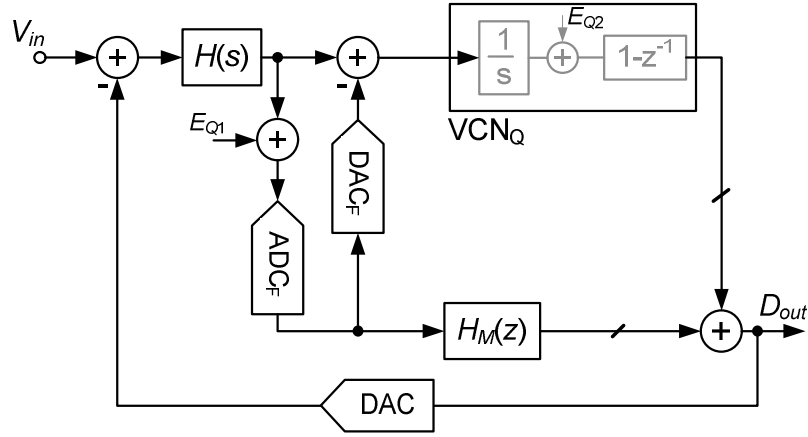 V_in
E_Q2
1
s
1-z^-1
H(s)
+
+
+
-
-
VCN_Q
E_Q1
+
DAC_F
ADC_F
H_M(z)
+
D_out
DAC